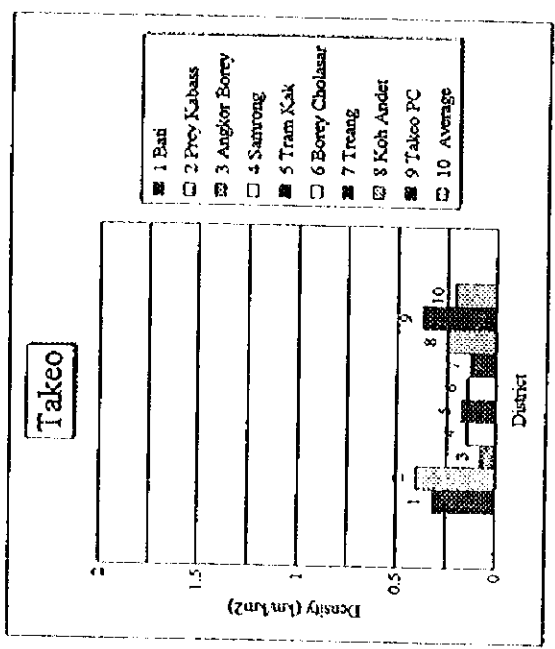 Takeo
2
1.5
1
0.5
0
Density (km/km2)
1
3
4
5
6
7
8
9
10
District
1 Bati
2 Prey Kabass
3 Angkor Borey
4 Samrong
5 Tram Kak
6 Borey Cholasar
7 Treang
8 Koh Andet
9 Takeo PC
10 Average